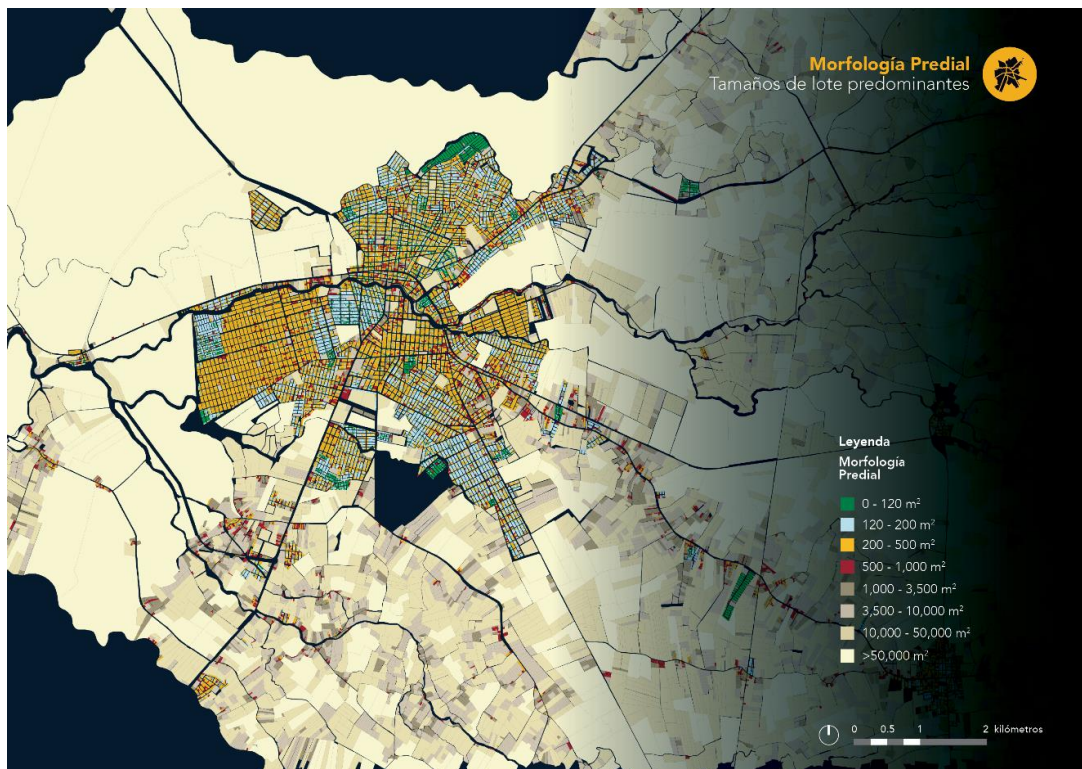 Morfología Predial
Tamaños de lote predominantes
Leyenda
Morfología
Predial
0 - 120 m²
120 - 200 m²
200 - 500 m²
500 - 1,000 m²
1,000 - 3,500 m²
3,500 - 10,000 m²
10,000 - 50,000 m²
>50,000 m²
0 0.5 1 2 kilómetros